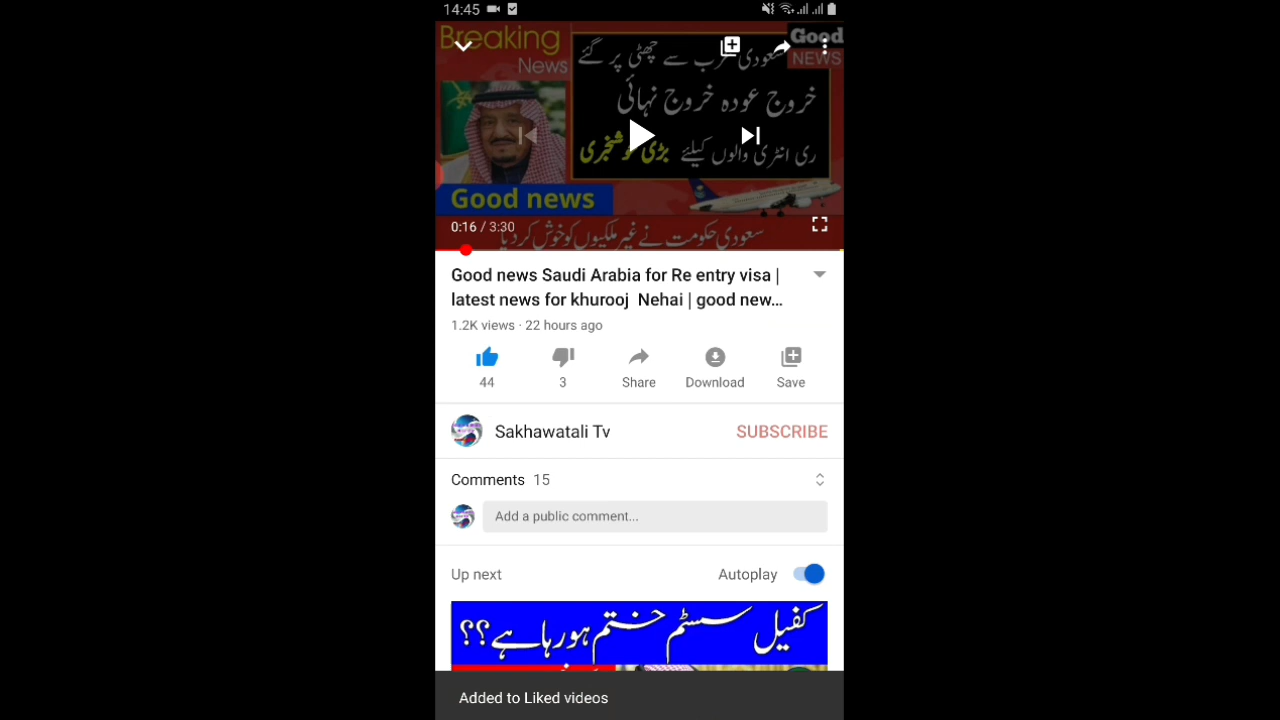 14:45
Breaking
News
Good
NEWS
سعودی عرب سے چھٹی پر گئے
خروج عودہ خروج نہائی
ری انٹری والوں کیلئے بڑی خوشخبری
Good news
0:16 / 3:30
سعودی حکومت نے غیر ملکیوں کو خوش کر دیا
Good news Saudi Arabia for Re entry visa |
latest news for khurooj Nehai | good new...
1.2K views · 22 hours ago
44
3
Share
Download
Save
Sakhawatali Tv
SUBSCRIBE
Comments 15
Add a public comment...
Up next
Autoplay
کفیل سسٹم ختم ہورہا ہے؟؟
Added to Liked videos